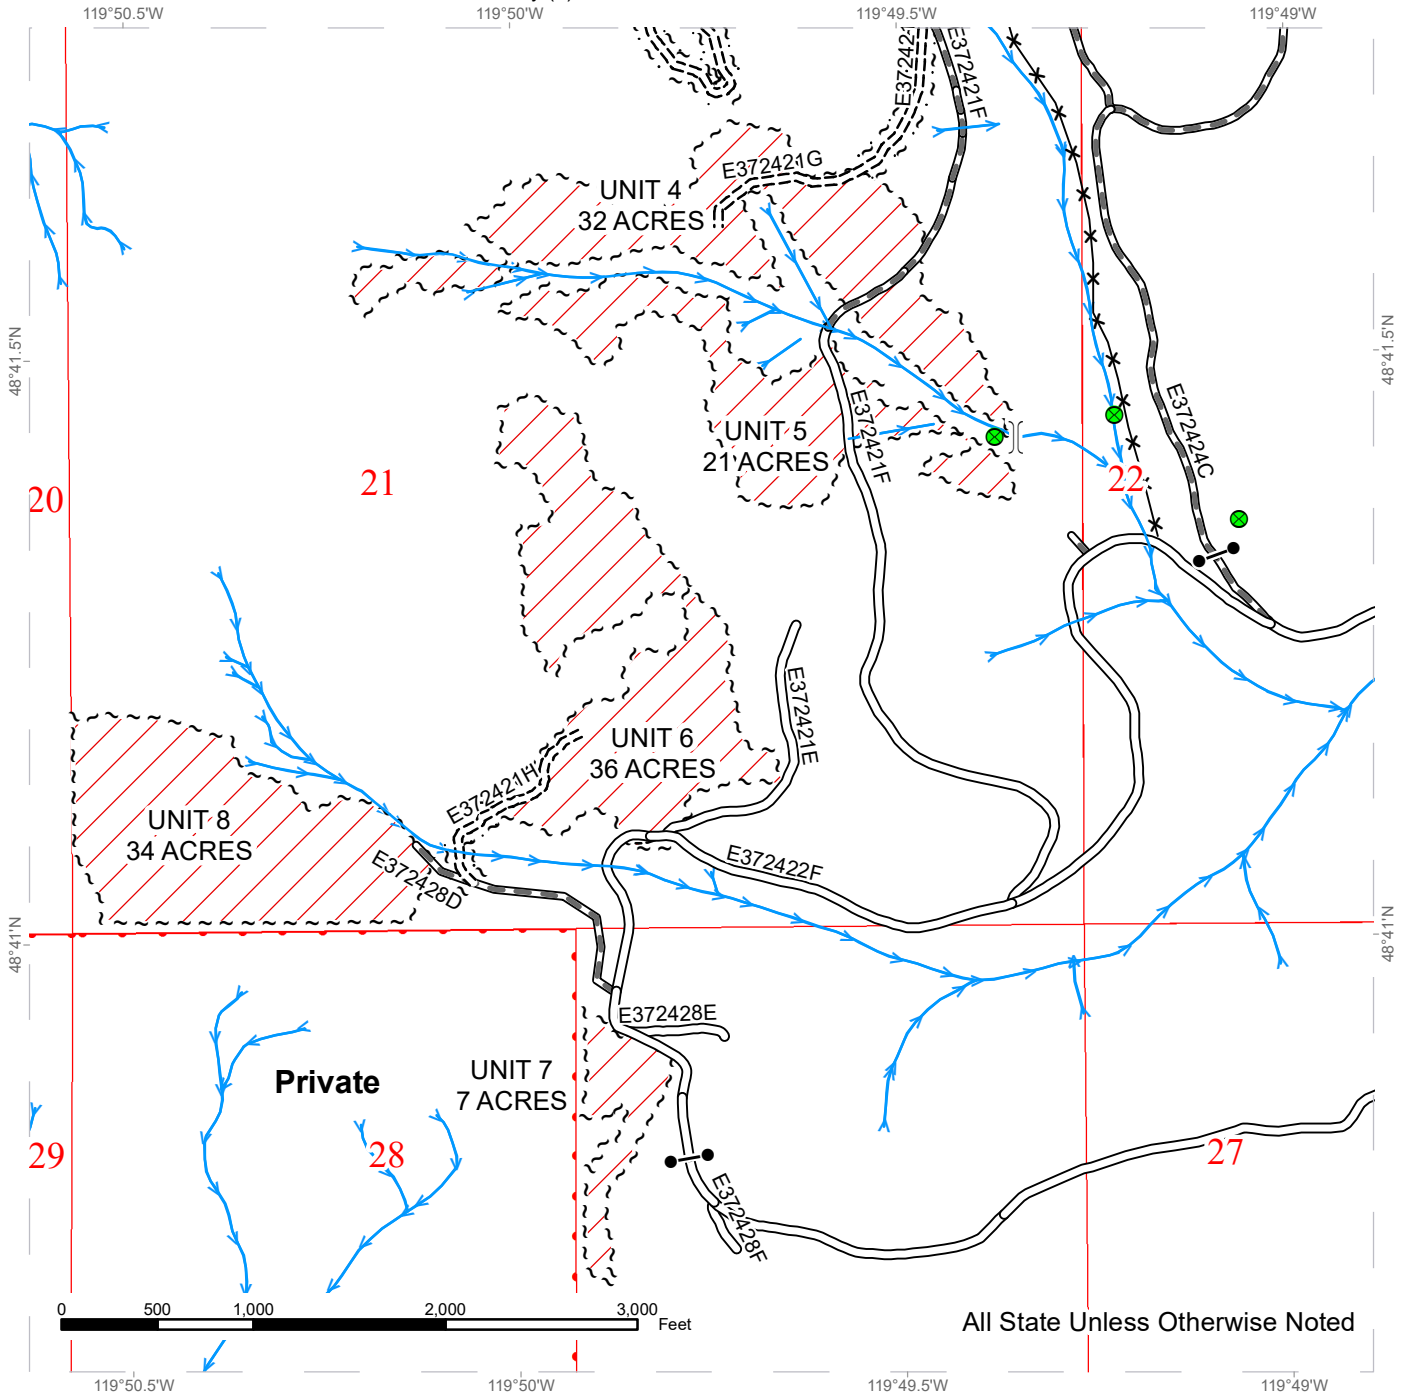 119°50.5'W
119°50'W
119°49.5'W
119°49'W
E372421
E372421F
E372421G
UNIT 4
32 ACRES
48°41.5'N
48°41.5'N
E372421F
E372424C
UNIT 5
21 ACRES
20
21
22
E372421E
UNIT 6
36 ACRES
E372421H
UNIT 8
34 ACRES
E372422F
E372428D
48°41'N
48°41'N
E372428E
UNIT 7
7 ACRES
Private
29
28
27
E372428F
0
500
1,000
2,000
3,000
Feet
All State Unless Otherwise Noted
119°50.5'W
119°50'W
119°49.5'W
119°49'W